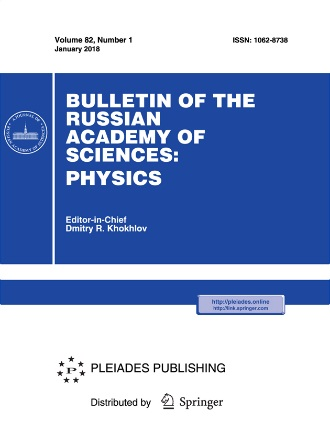 Volume 82, Number 1
ISSN: 1062-8738
January 2018
BULLETIN OF THE
RUSSIAN
ACADEMY OF
SCIENCES:
PHYSICS
Editor-in-Chief
Dmitry R. Khokhlov
http://pleiades.online
http://link.springer.com
P
PLEIADES PUBLISHING
Distributed by
Springer